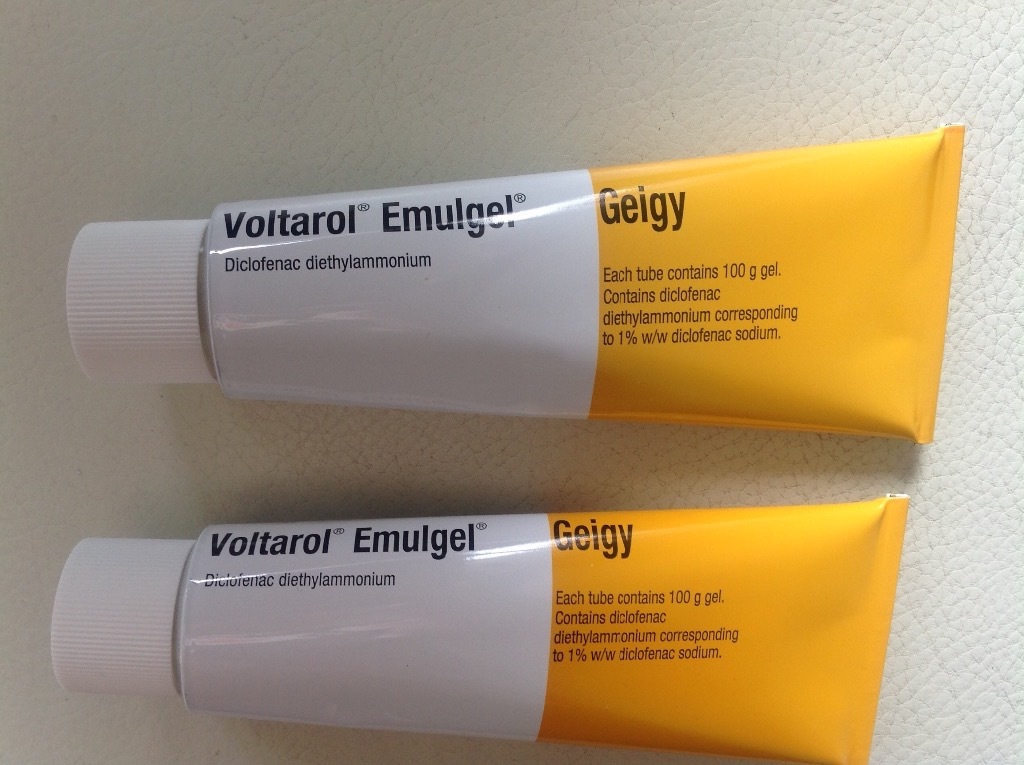 Voltarol® Emulgel®
Diclofenac diethylammonium
Geigy
Each tube contains 100 g gel.
Contains diclofenac
diethylammonium corresponding
to 1% w/w diclofenac sodium.
Voltarol® Emulgel®
Diclofenac diethylammonium
Geigy
Each tube contains 100 g gel.
Contains diclofenac
diethylammonium corresponding
to 1% w/w diclofenac sodium.